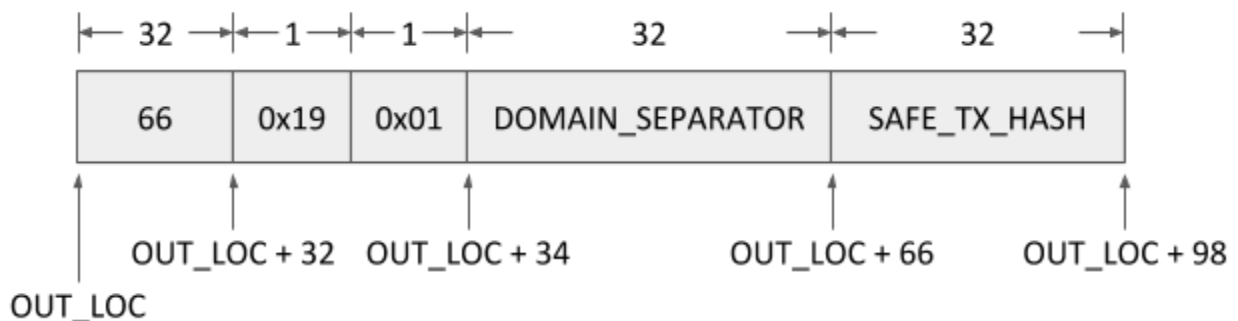 32 1 1 32 32
66 0x19 0x01 DOMAIN_SEPARATOR SAFE_TX_HASH
OUT_LOC + 32 OUT_LOC + 34 OUT_LOC + 66 OUT_LOC + 98
OUT_LOC